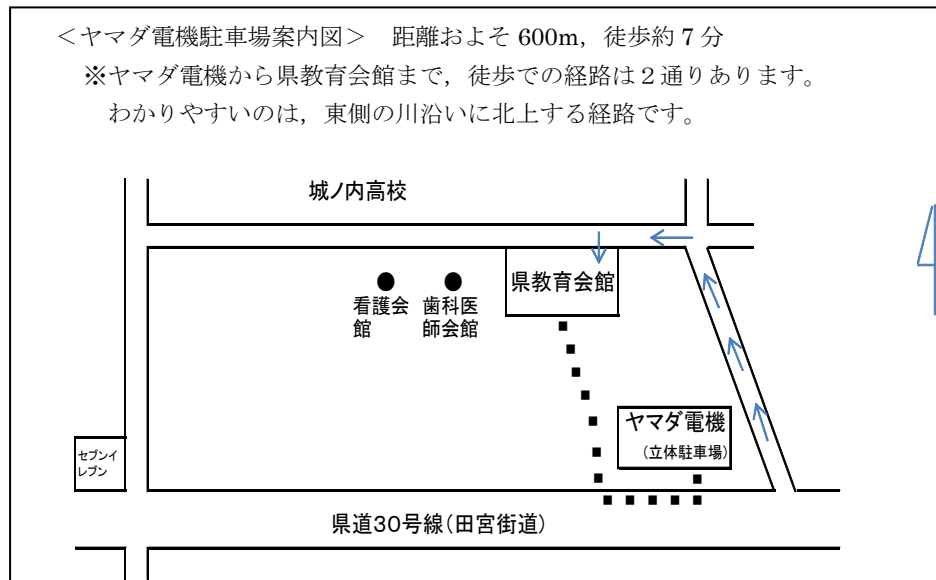 ＜ヤマダ電機駐車場案内図＞　距離およそ 600m，徒歩約 7 分
※ヤマダ電機から県教育会館まで，徒歩での経路は２通りあります。
わかりやすいのは，東側の川沿いに北上する経路です。
城ノ内高校
県教育会館
看護会
館
歯科医
師会館
ヤマダ電機
（立体駐車場）
セブンイ
レブン
県道30号線(田宮街道)